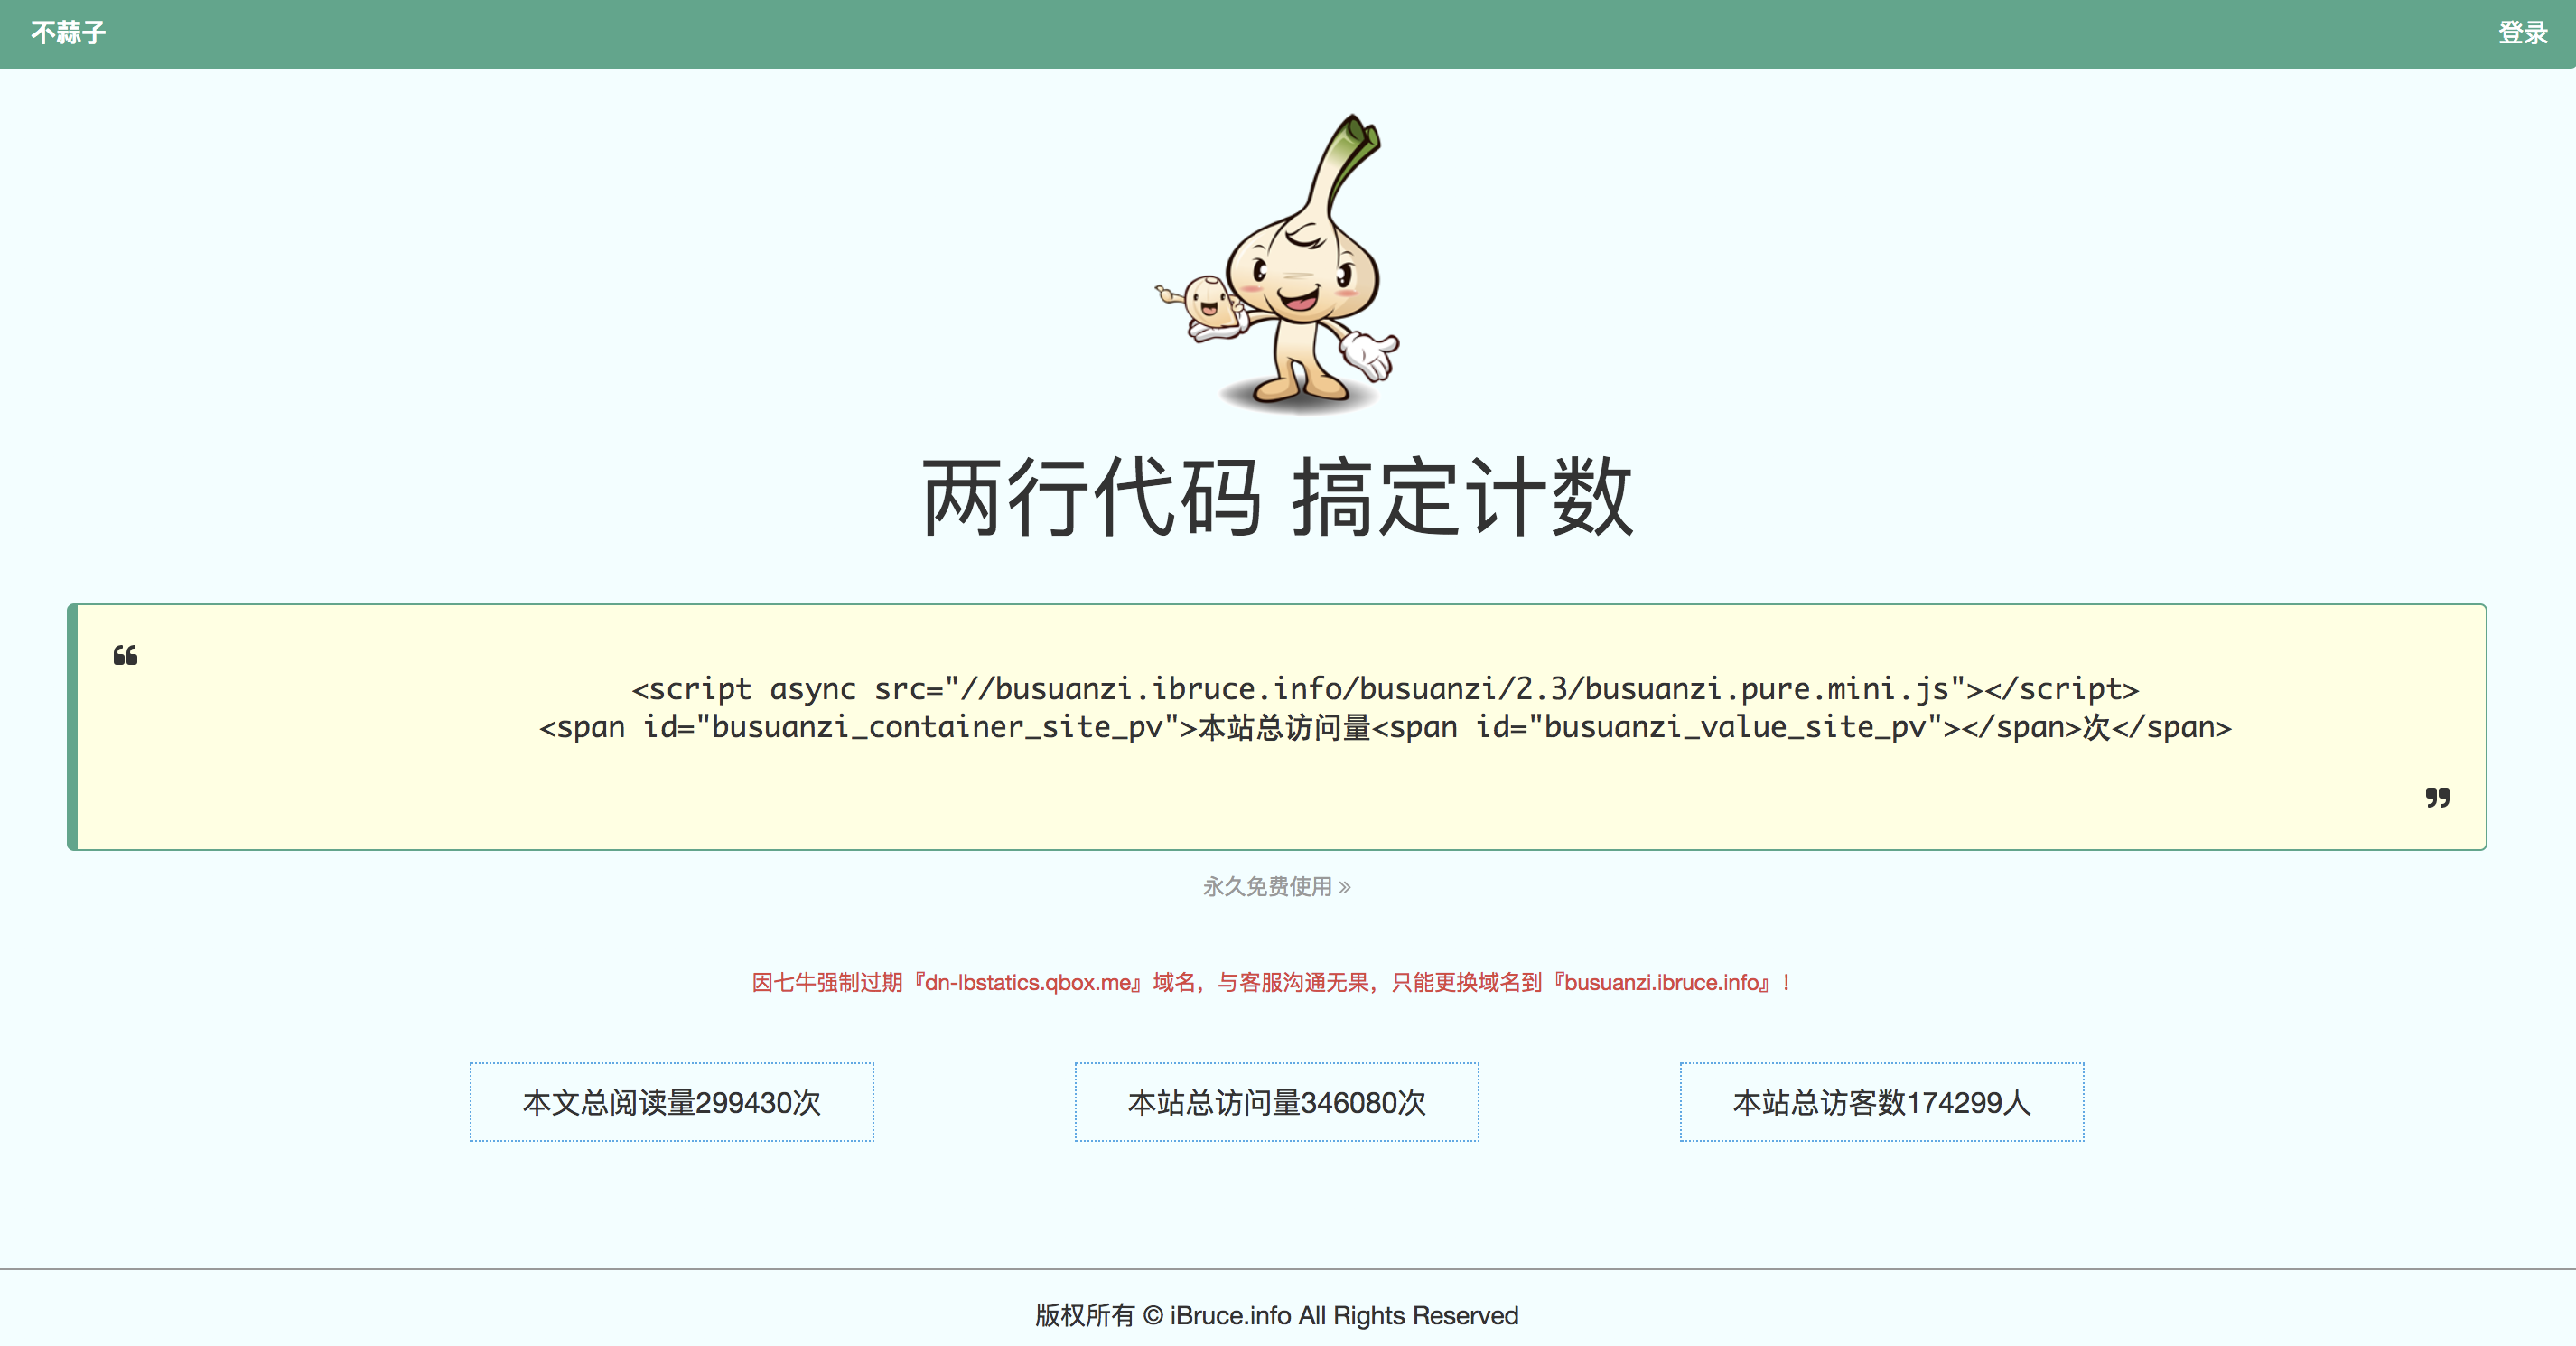 不蒜子
登录
两行代码 搞定计数
<script async src="//busuanzi.ibruce.info/busuanzi/2.3/busuanzi.pure.mini.js"></script>
<span id="busuanzi_container_site_pv">本站总访问量<span id="busuanzi_value_site_pv"></span>次</span>
永久免费使用 »
因七牛强制过期『dn-lbstatics.qbox.me』域名，与客服沟通无果，只能更换域名到『busuanzi.ibruce.info』！
本文总阅读量299430次
本站总访问量346080次
本站总访客数174299人
版权所有 © iBruce.info All Rights Reserved